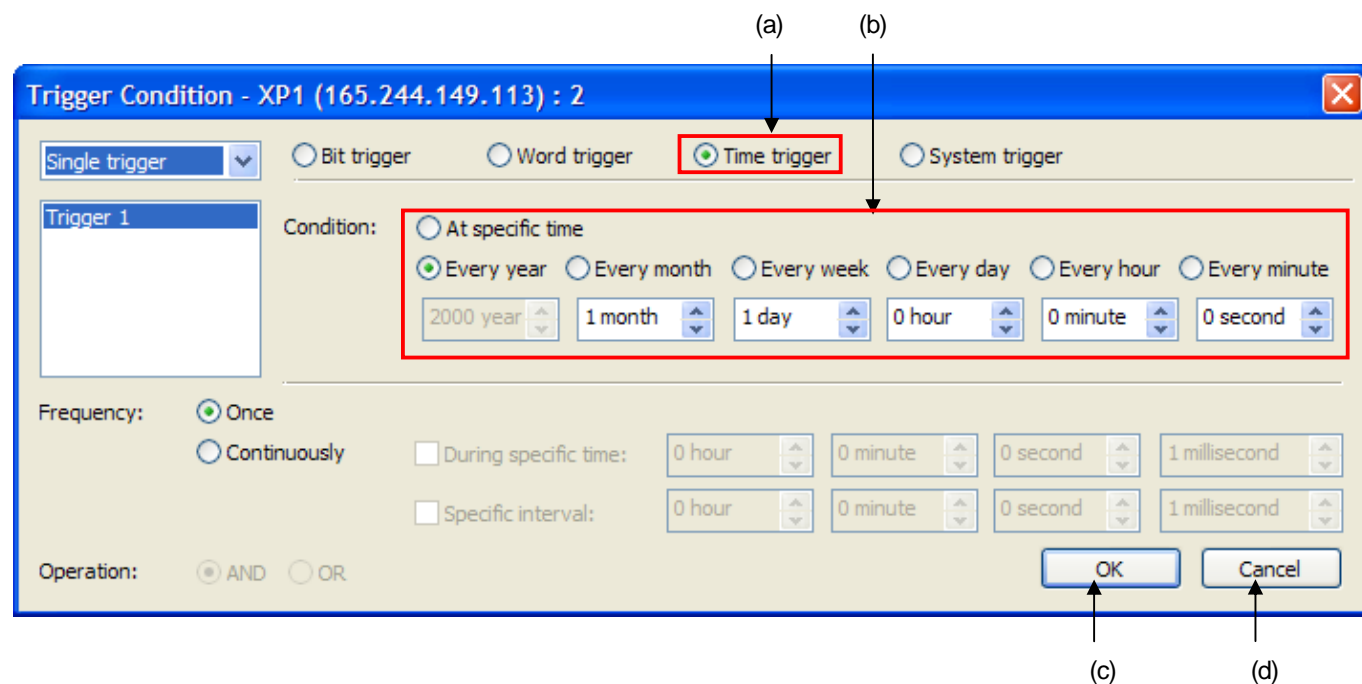 (a) (b)
Trigger Condition - XP1 (165.244.149.113) : 2
Single trigger Bit trigger Word trigger Time trigger System trigger
Trigger 1 Condition: At specific time
Every year Every month Every week Every day Every hour Every minute
2000 year 1 month 1 day 0 hour 0 minute 0 second
Frequency: Once
Continuously During specific time: 0 hour 0 minute 0 second 1 millisecond
Specific interval: 0 hour 0 minute 0 second 1 millisecond
Operation: AND OR OK Cancel
(c) (d)